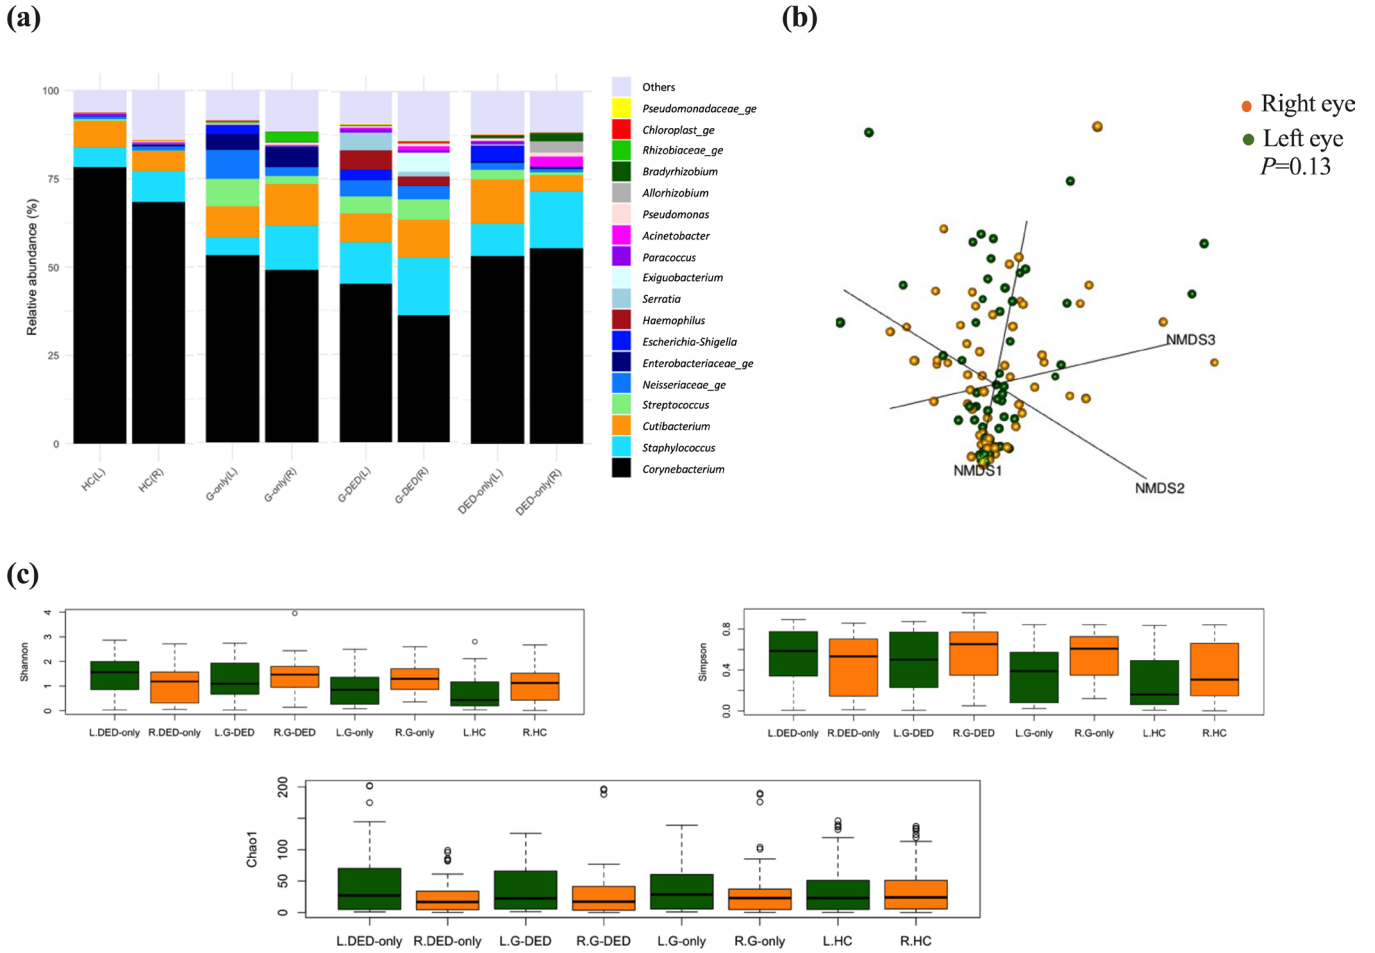 (a)
100
75
50
25
0
Relative abundance (%)
HC(L)
HC(R)
G-only(L)
G-only(R)
G-DED(L)
G-DED(R)
DED-only(L)
DED-only(R)
Others
Pseudomonadaceae_ge
Chloroplast_ge
Rhizobiaceae_ge
Bradyrhizobium
Allorhizobium
Pseudomonas
Acinetobacter
Paracoccus
Exiguobacterium
Serratia
Haemophilus
Escherichia-Shigella
Enterobacteriaceae_ge
Neisseriaceae_ge
Streptococcus
Cutibacterium
Staphylococcus
Corynebacterium
(b)
Right eye
Left eye
P=0.13
NMDS3
NMDS1
NMDS2
(c)
Shannon
4
3
2
1
0
L.DED-only R.DED-only L.G-DED R.G-DED L.G-only R.G-only L.HC R.HC
Simpson
0.8
0.4
0.0
L.DED-only R.DED-only L.G-DED R.G-DED L.G-only R.G-only L.HC R.HC
Chao1
200
100
50
0
L.DED-only R.DED-only L.G-DED R.G-DED L.G-only R.G-only L.HC R.HC